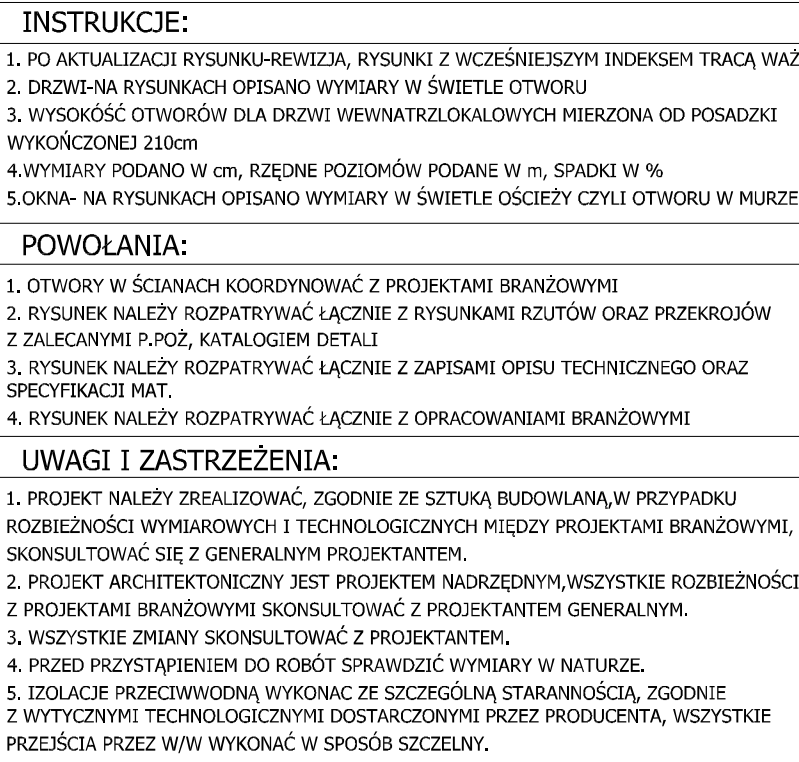 INSTRUKCJE:
1. PO AKTUALIZACJI RYSUNKU-REWIZJA, RYSUNKI Z WCZEŚNIEJSZYM INDEKSEM TRACĄ WAŻ
2. DRZWI-NA RYSUNKACH OPISANO WYMIARY W ŚWIETLE OTWORU
3. WYSOKÓŚĆ OTWORÓW DLA DRZWI WEWNATRZLOKALOWYCH MIERZONA OD POSADZKI
WYKOŃCZONEJ 210cm
4.WYMIARY PODANO W cm, RZĘDNE POZIOMÓW PODANE W m, SPADKI W %
5.OKNA- NA RYSUNKACH OPISANO WYMIARY W ŚWIETLE OŚCIEŻY CZYLI OTWORU W MURZE
POWOŁANIA:
1. OTWORY W ŚCIANACH KOORDYNOWAĆ Z PROJEKTAMI BRANŻOWYMI
2. RYSUNEK NALEŻY ROZPATRYWAĆ ŁĄCZNIE Z RYSUNKAMI RZUTÓW ORAZ PRZEKROJÓW
Z ZALECANYMI P.POŻ, KATALOGIEM DETALI
3. RYSUNEK NALEŻY ROZPATRYWAĆ ŁĄCZNIE Z ZAPISAMI OPISU TECHNICZNEGO ORAZ
SPECYFIKACJI MAT.
4. RYSUNEK NALEŻY ROZPATRYWAĆ ŁĄCZNIE Z OPRACOWANIAMI BRANŻOWYMI
UWAGI I ZASTRZEŻENIA:
1. PROJEKT NALEŻY ZREALIZOWAĆ, ZGODNIE ZE SZTUKĄ BUDOWLANĄ,W PRZYPADKU
ROZBIEŻNOŚCI WYMIAROWYCH I TECHNOLOGICZNYCH MIĘDZY PROJEKTAMI BRANŻOWYMI,
SKONSULTOWAĆ SIĘ Z GENERALNYM PROJEKTANTEM.
2. PROJEKT ARCHITEKTONICZNY JEST PROJEKTEM NADRZĘDNYM,WSZYSTKIE ROZBIEŻNOŚCI
Z PROJEKTAMI BRANŻOWYMI SKONSULTOWAĆ Z PROJEKTANTEM GENERALNYM.
3. WSZYSTKIE ZMIANY SKONSULTOWAĆ Z PROJEKTANTEM.
4. PRZED PRZYSTĄPIENIEM DO ROBÓT SPRAWDZIĆ WYMIARY W NATURZE.
5. IZOLACJE PRZECIWWODNĄ WYKONAC ZE SZCZEGÓLNĄ STARANNOŚCIĄ, ZGODNIE
Z WYTYCZNYMI TECHNOLOGICZNYMI DOSTARCZONYMI PRZEZ PRODUCENTA, WSZYSTKIE
PRZEJŚCIA PRZEZ W/W WYKONAĆ W SPOSÓB SZCZELNY.